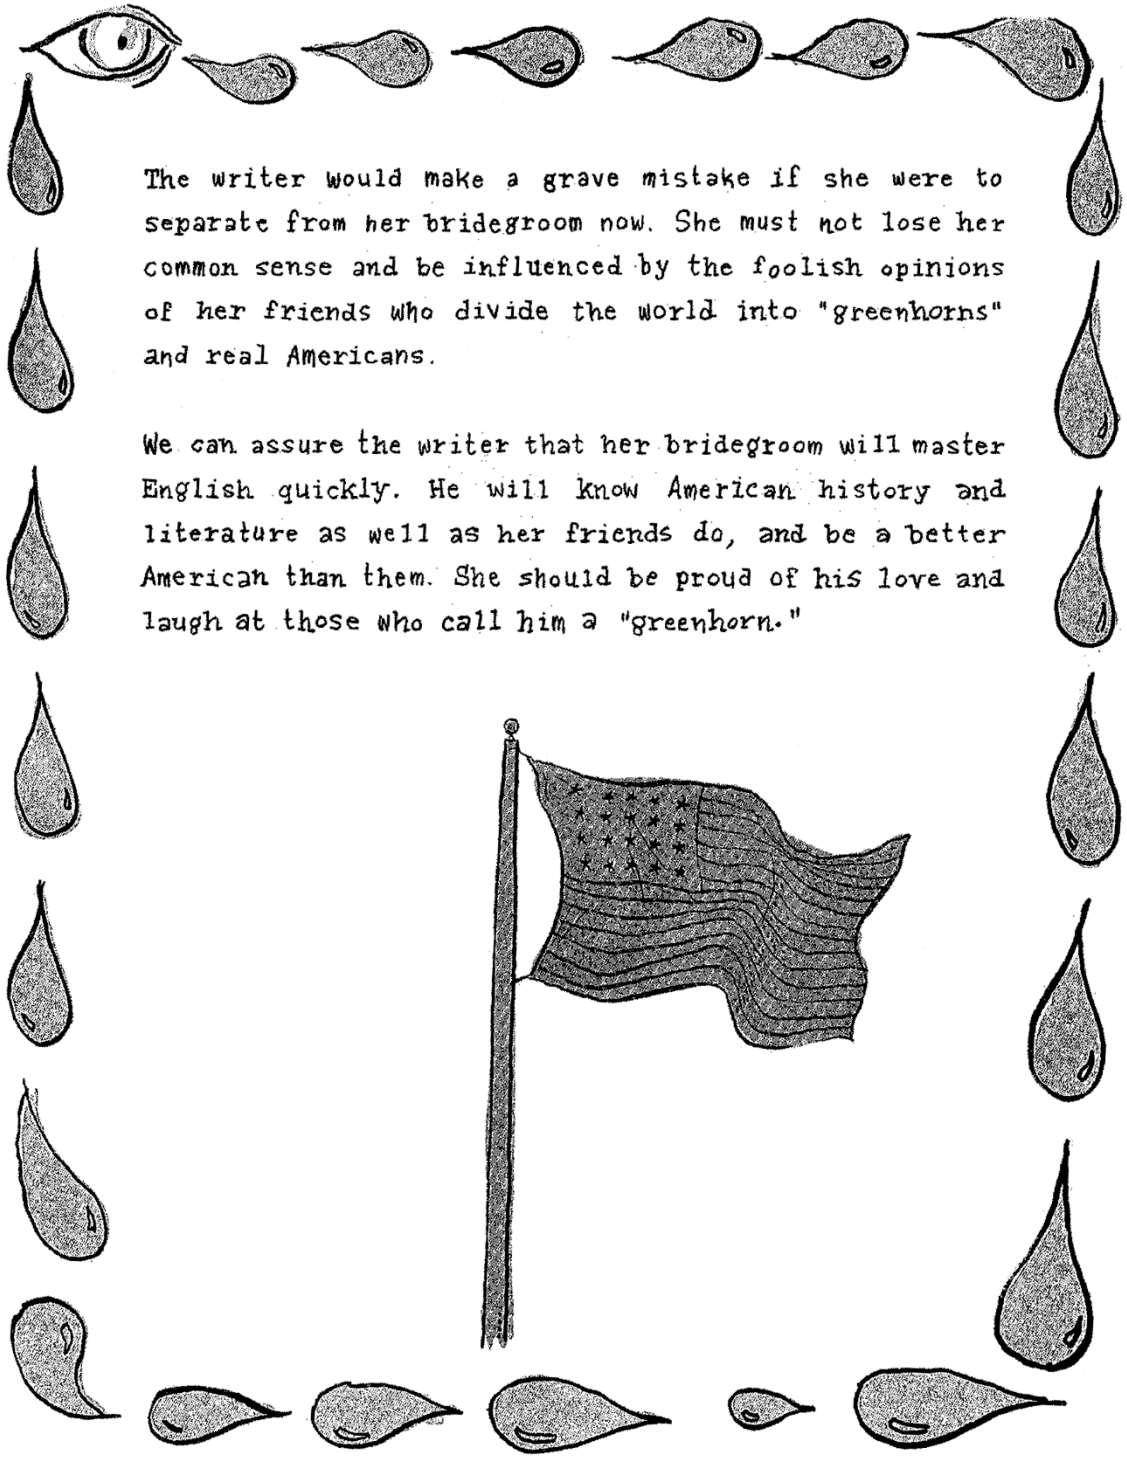 The writer would make a grave mistake if she were to
separate from her bridegroom now. She must not lose her
common sense and be influenced by the foolish opinions
of her friends who divide the world into "greenhorns"
and real Americans.
We can assure the writer that her bridegroom will master
English quickly. He will know American history and
literature as well as her friends do, and be a better
American than them. She should be proud of his love and
laugh at those who call him a "greenhorn."